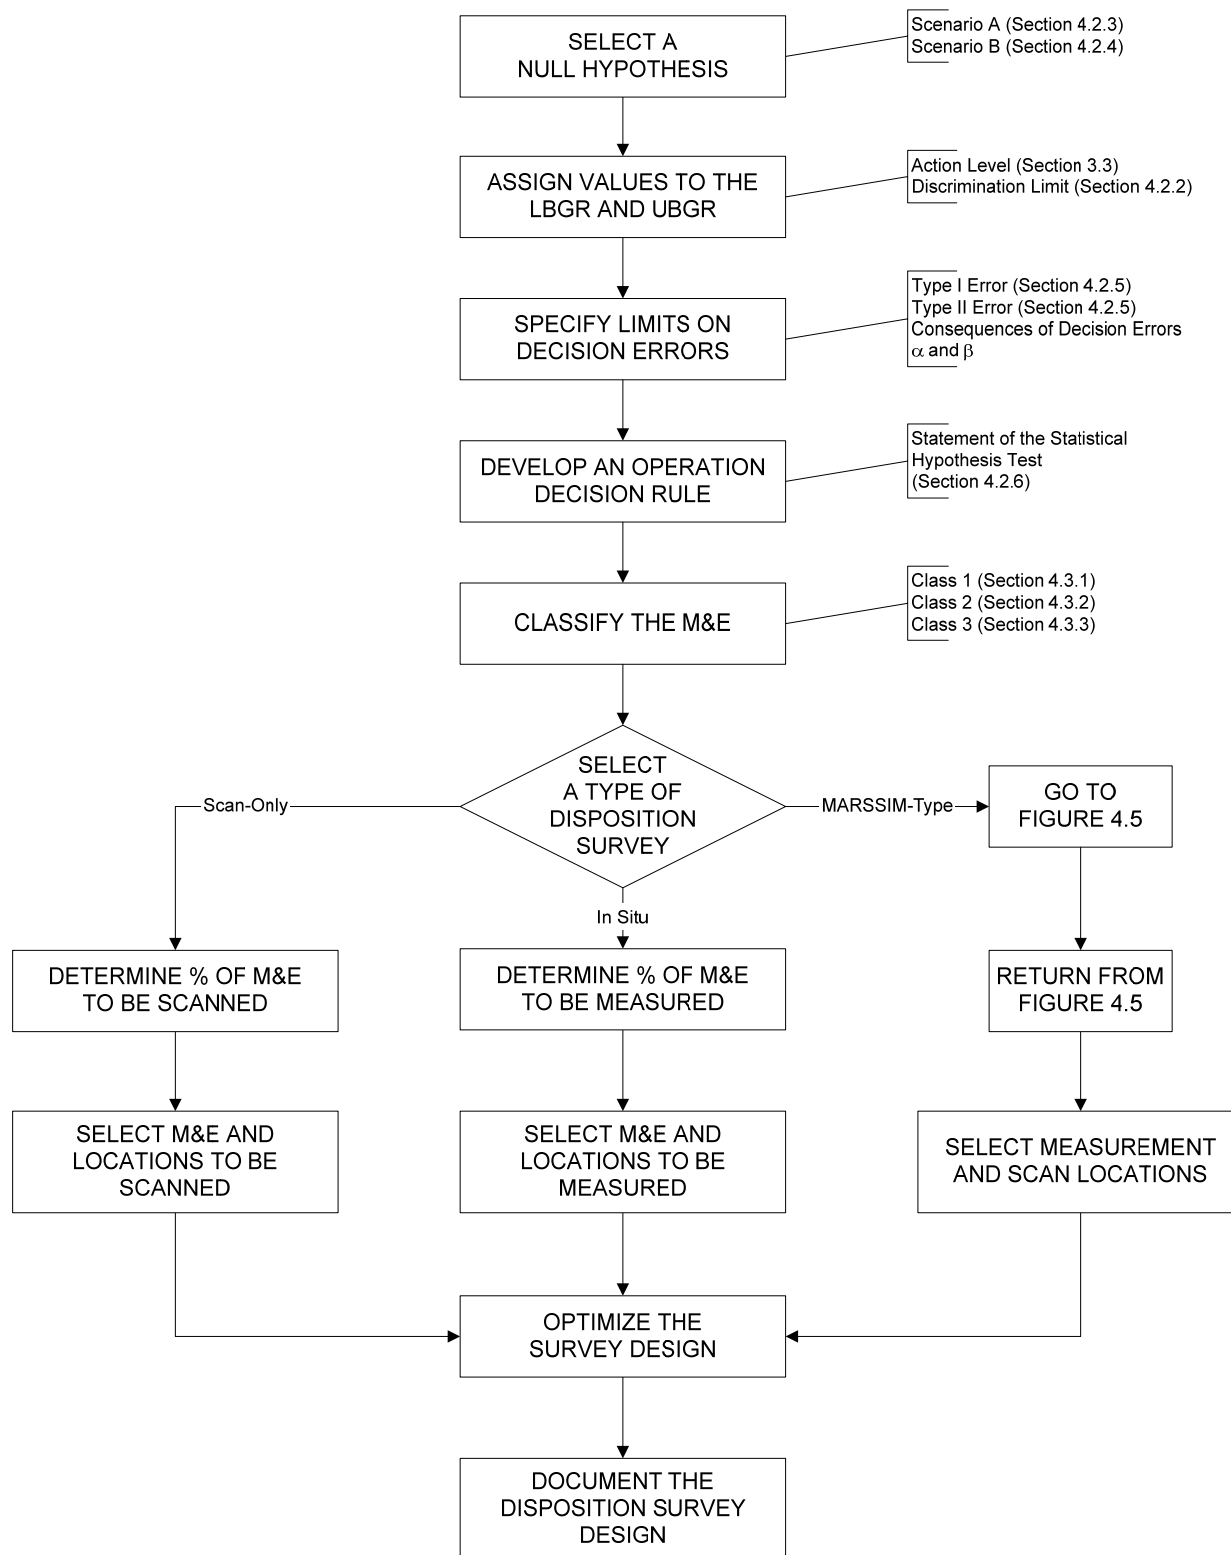 SELECT A
NULL HYPOTHESIS
Scenario A (Section 4.2.3)
Scenario B (Section 4.2.4)
ASSIGN VALUES TO THE
LBGR AND UBGR
Action Level (Section 3.3)
Discrimination Limit (Section 4.2.2)
SPECIFY LIMITS ON
DECISION ERRORS
Type I Error (Section 4.2.5)
Type II Error (Section 4.2.5)
Consequences of Decision Errors
α and β
DEVELOP AN OPERATION
DECISION RULE
Statement of the Statistical
Hypothesis Test
(Section 4.2.6)
CLASSIFY THE M&E
Class 1 (Section 4.3.1)
Class 2 (Section 4.3.2)
Class 3 (Section 4.3.3)
SELECT
A TYPE OF
DISPOSITION
SURVEY
Scan-Only
In Situ
MARSSIM-Type
GO TO
FIGURE 4.5
DETERMINE % OF M&E
TO BE SCANNED
DETERMINE % OF M&E
TO BE MEASURED
RETURN FROM
FIGURE 4.5
SELECT M&E AND
LOCATIONS TO BE
SCANNED
SELECT M&E AND
LOCATIONS TO BE
MEASURED
SELECT MEASUREMENT
AND SCAN LOCATIONS
OPTIMIZE THE
SURVEY DESIGN
DOCUMENT THE
DISPOSITION SURVEY
DESIGN